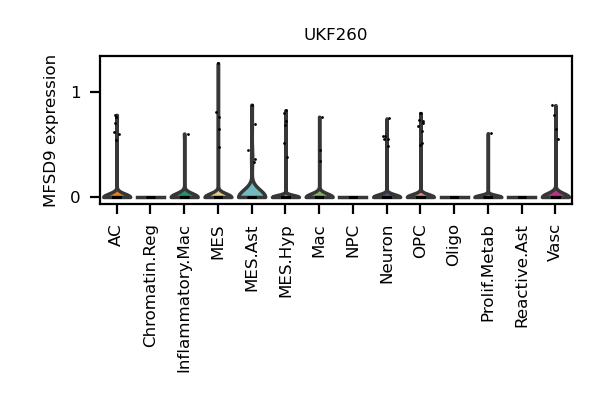 UKF260
MFSD9 expression
1
0
AC
Chromatin.Reg
Inflammatory.Mac
MES
MES.Ast
MES.Hyp
Mac
NPC
Neuron
OPC
Oligo
Prolif.Metab
Reactive.Ast
Vasc